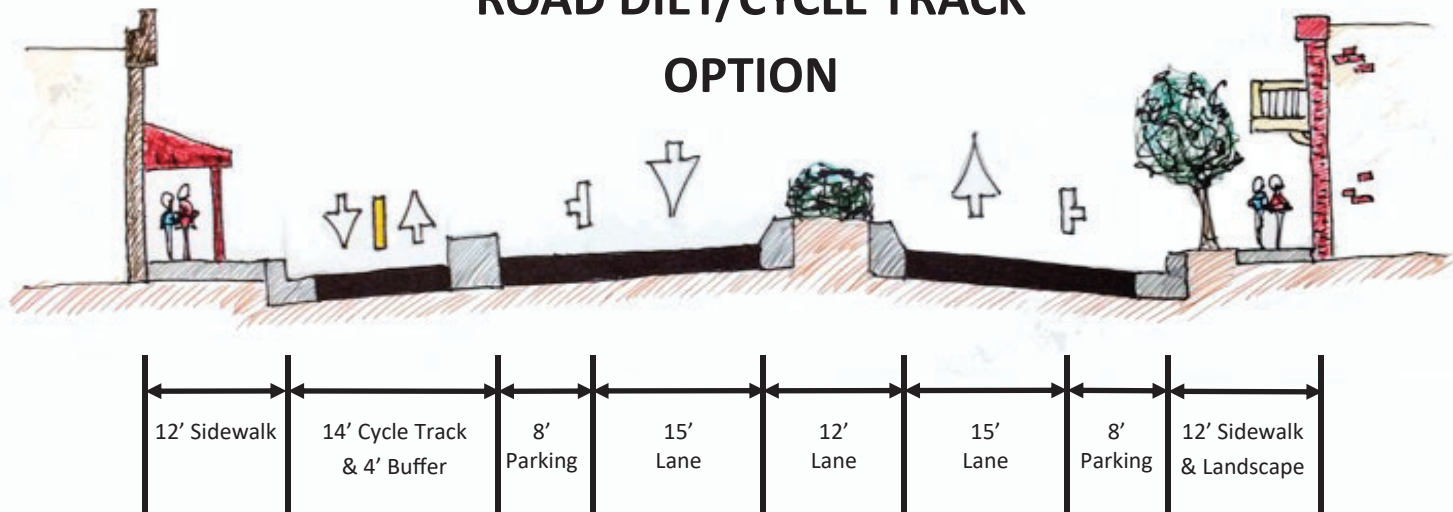 ROAD DIET/CYCLE TRACK
OPTION
12’ Sidewalk
14’ Cycle Track
& 4’ Buffer
8’
Parking
15’
Lane
12’
Lane
15’
Lane
8’
Parking
12’ Sidewalk
& Landscape